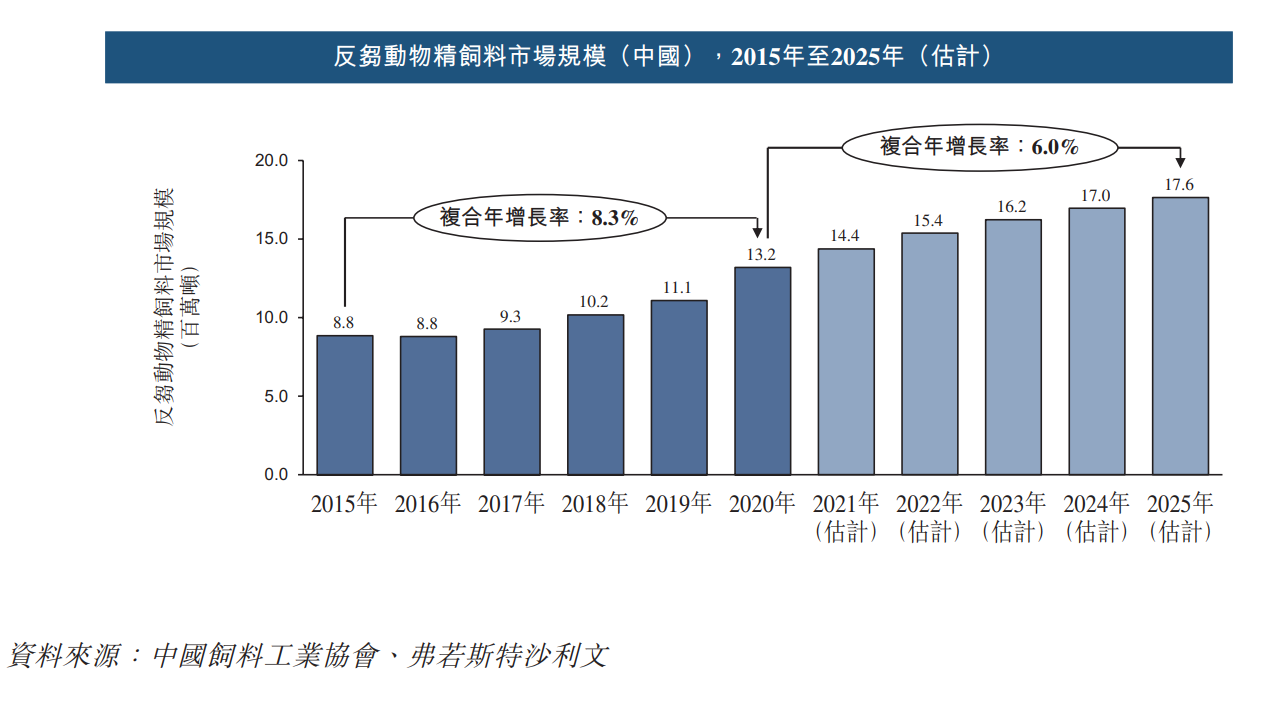 反芻動物精飼料市場規模（中國），2015年至2025年（估計）
複合年增長率：6.0%
複合年增長率：8.3%
反芻動物精飼料市場規模
（百萬噸）
20.0
15.0
10.0
5.0
0.0
8.8
8.8
9.3
10.2
11.1
13.2
14.4
15.4
16.2
17.0
17.6
2015年
2016年
2017年
2018年
2019年
2020年
2021年
（估計）
2022年
（估計）
2023年
（估計）
2024年
（估計）
2025年
（估計）
資料來源：中國飼料工業協會、弗若斯特沙利文